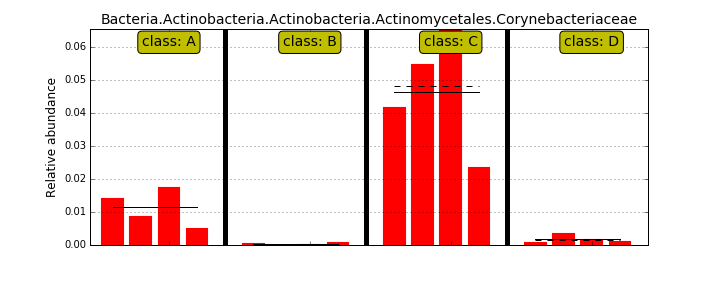 Bacteria.Actinobacteria.Actinobacteria.Actinomycetales.Corynebacteriaceae
class: A
class: B
class: C
class: D
Relative abundance
0.06
0.05
0.04
0.03
0.02
0.01
0.00